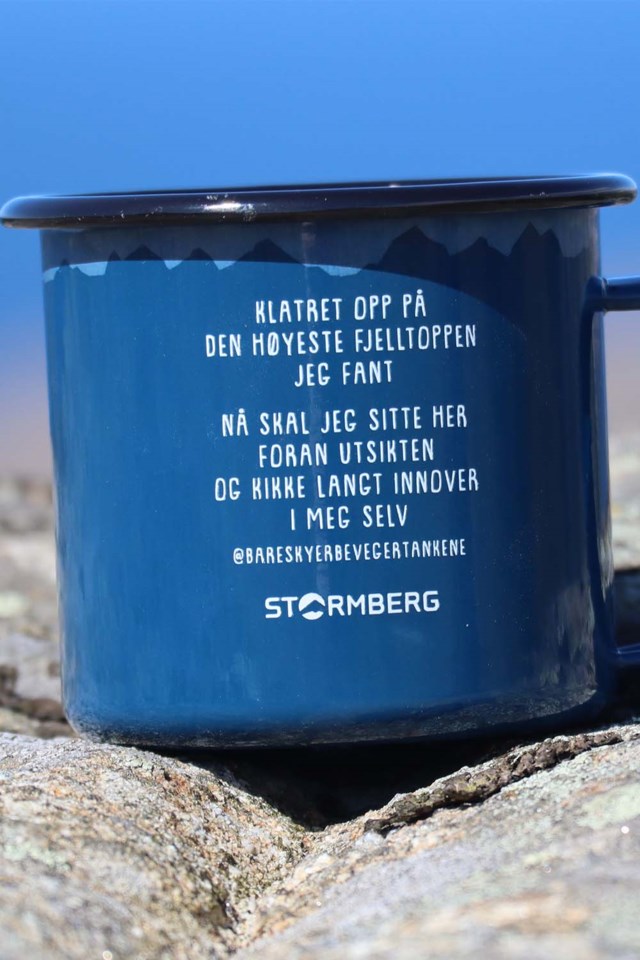 KLATRET OPP PÅ
DEN HØYESTE FJELLTOPPEN
JEG FANT
NÅ SKAL JEG SITTE HER
FORAN UTSIKTEN
OG KIKKE LANGT INNOVER
I MEG SELV
@BARESKYERBEVEGERTANKENE
STORMBERG